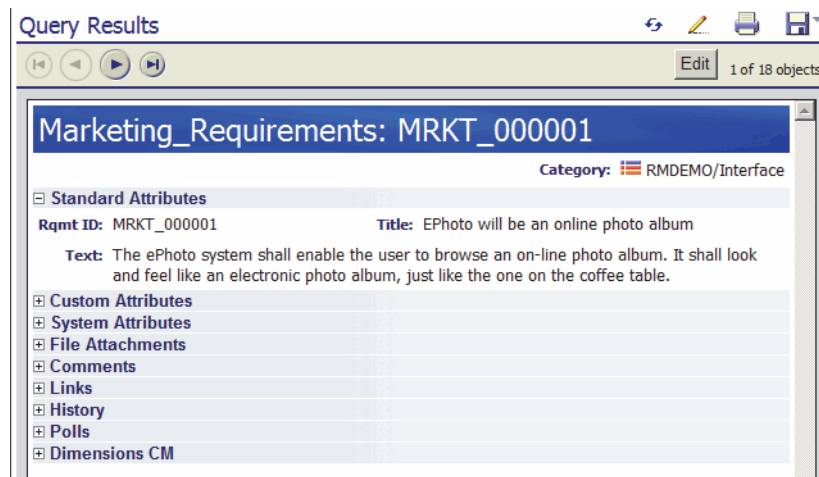 Query Results
Edit 1 of 18 objects
Marketing_Requirements: MRKT_000001
Category: RMDEMO/Interface
Standard Attributes
Rqmt ID: MRKT_000001 Title: EPhoto will be an online photo album
Text: The ePhoto system shall enable the user to browse an on-line photo album. It shall look
and feel like an electronic photo album, just like the one on the coffee table.
Custom Attributes
System Attributes
File Attachments
Comments
Links
History
Polls
Dimensions CM